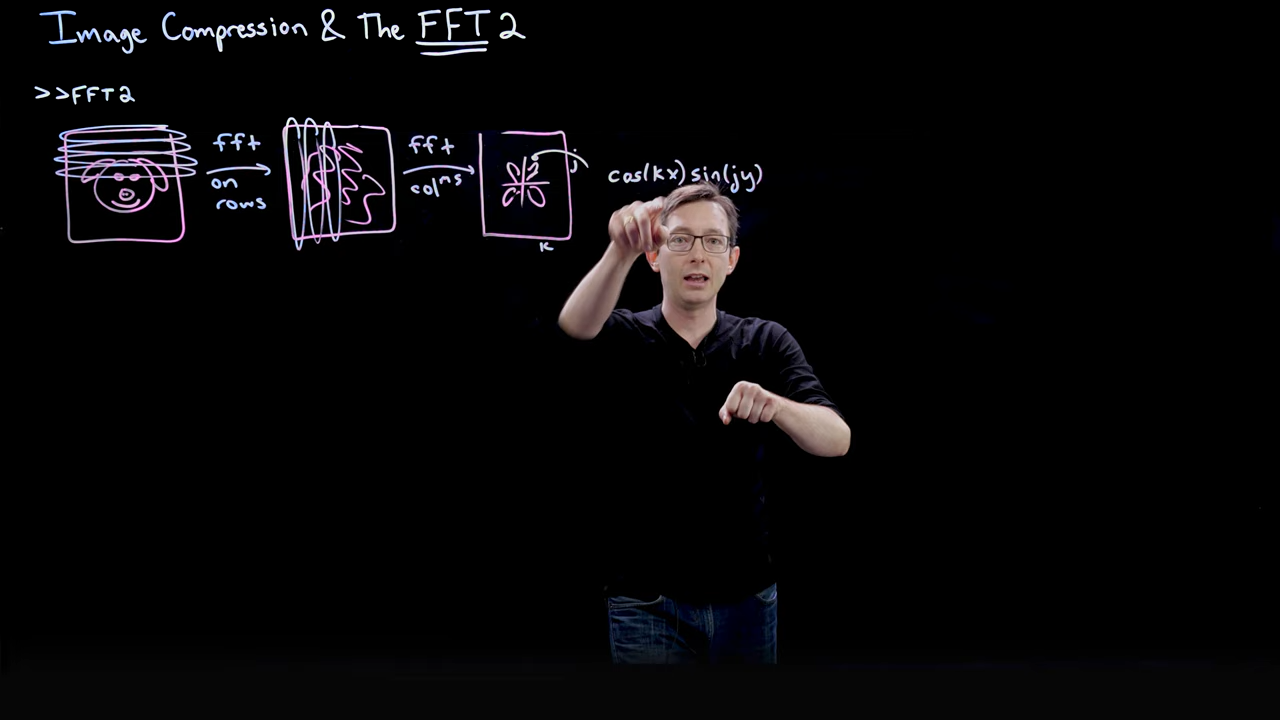 Image Compression & The FFT2
>>FFT2
fft
on
rows
fft
colns
j
k
cos(kx) sin(jy)